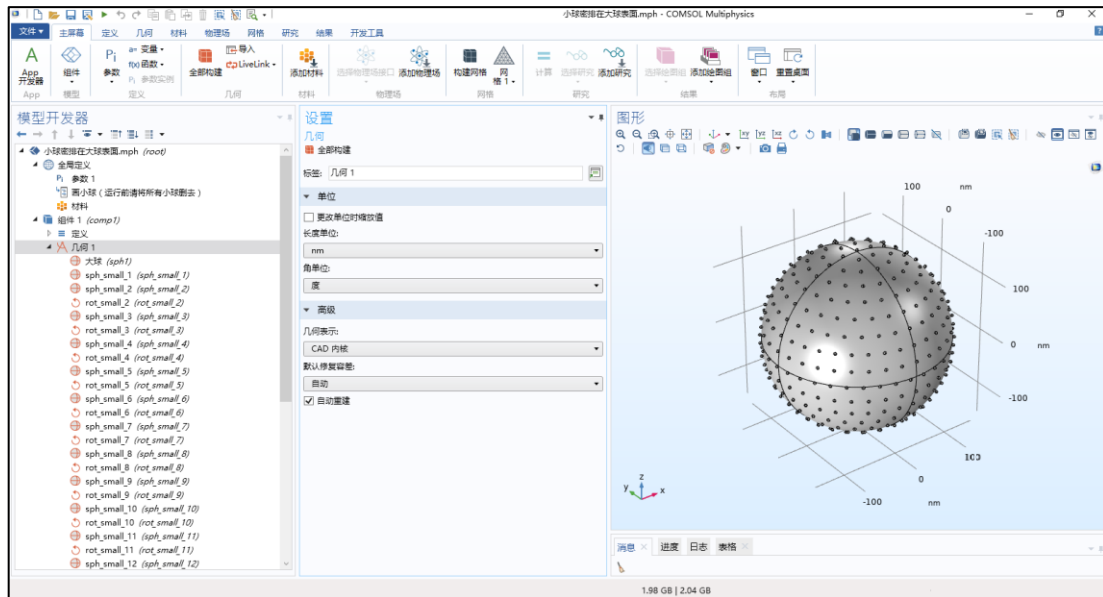 小球密排在大球表面.mph - COMSOL Multiphysics
文件 主屏幕 定义 几何 材料 物理场 网格 研究 结果 开发工具
App 开发器 组件 参数 a= 变量 f(x) 函数 Pi 参数实例 全部构建 导入 LiveLink 添加材料 选择物理场接口 添加物理场 构建网格 网格 1 计算 选择研究 添加研究 选择绘图组 添加绘图组 窗口 重置桌面
App 模型 定义 几何 材料 物理场 网格 研究 结果 布局
模型开发器
小球密排在大球表面.mph (root)
全局定义
Pi 参数 1
画小球（运行前请将所有小球删去）
材料
组件 1 (comp1)
定义
几何 1
大球 (sph1)
sph_small_1 (sph_small_1)
sph_small_2 (sph_small_2)
rot_small_2 (rot_small_2)
sph_small_3 (sph_small_3)
rot_small_3 (rot_small_3)
sph_small_4 (sph_small_4)
rot_small_4 (rot_small_4)
sph_small_5 (sph_small_5)
rot_small_5 (rot_small_5)
sph_small_6 (sph_small_6)
rot_small_6 (rot_small_6)
sph_small_7 (sph_small_7)
rot_small_7 (rot_small_7)
sph_small_8 (sph_small_8)
rot_small_8 (rot_small_8)
sph_small_9 (sph_small_9)
rot_small_9 (rot_small_9)
sph_small_10 (sph_small_10)
rot_small_10 (rot_small_10)
sph_small_11 (sph_small_11)
rot_small_11 (rot_small_11)
sph_small_12 (sph_small_12)
设置
几何
全部构建
标签: 几何 1
单位
更改单位时缩放值
长度单位:
nm
角单位:
度
高级
几何表示:
CAD 内核
默认修复容差:
自动
自动重建
图形
100 nm
0
-100
100
0 nm
-100
100
0
-100 nm
z
y x
消息 进度 日志 表格
1.98 GB | 2.04 GB